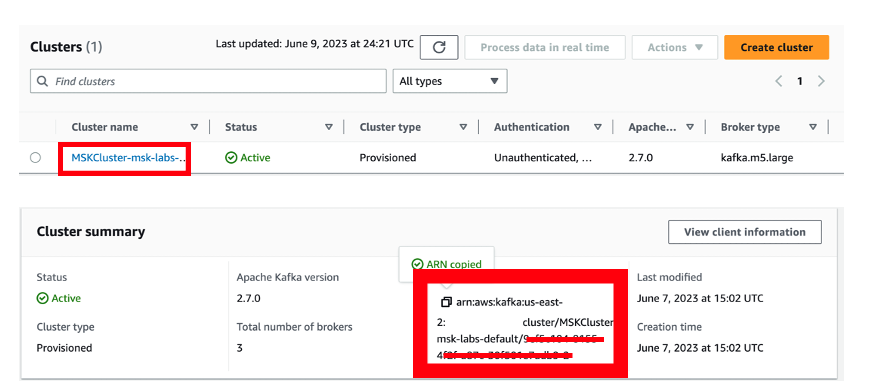 Clusters (1)
Last updated: June 9, 2023 at 24:21 UTC
Process data in real time
Actions
Create cluster
Find clusters
All types
1
Cluster name
Status
Cluster type
Authentication
Apache...
Broker type
MSKCluster-msk-labs-...
Active
Provisioned
Unauthenticated, ...
2.7.0
kafka.m5.large
Cluster summary
View client information
ARN copied
Status
Active
Apache Kafka version
2.7.0
arn:aws:kafka:us-east-
2: cluster/MSKCluster
msk-labs-default/
Last modified
June 7, 2023 at 15:02 UTC
Cluster type
Provisioned
Total number of brokers
3
Creation time
June 7, 2023 at 15:02 UTC